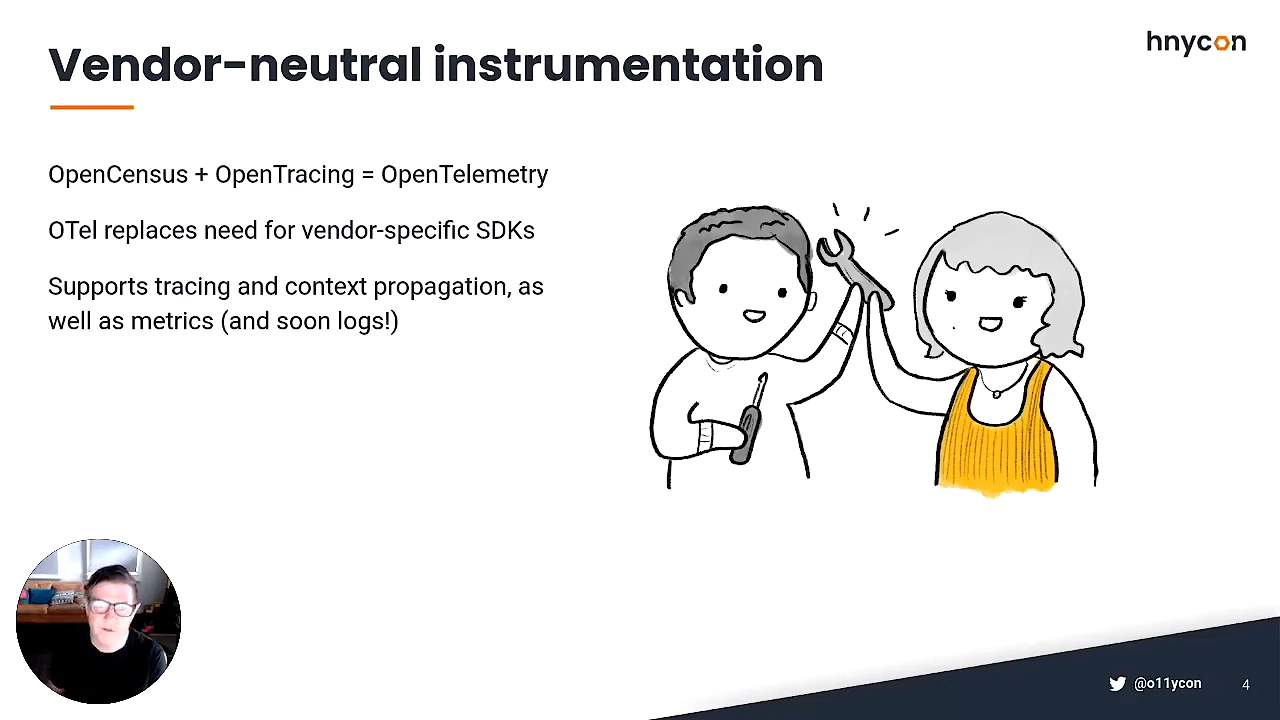 hnycon
Vendor-neutral instrumentation
OpenCensus + OpenTracing = OpenTelemetry
OTel replaces need for vendor-specific SDKs
Supports tracing and context propagation, as
well as metrics (and soon logs!)
@o11ycon
4